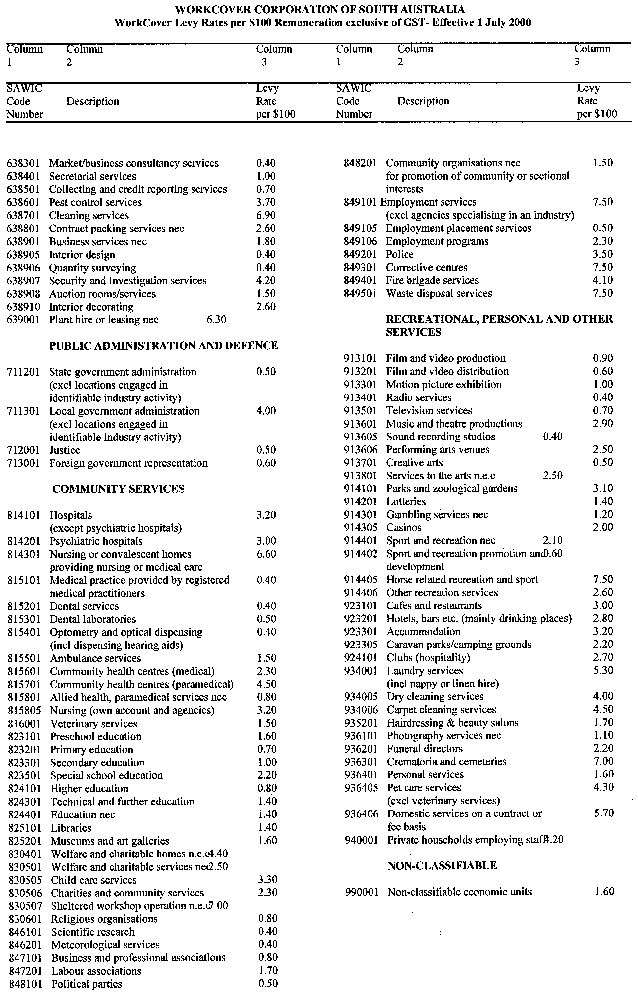 WORKCOVER CORPORATION OF SOUTH AUSTRALIA
WorkCover Levy Rates per $100 Remuneration exclusive of GST- Effective 1 July 2000
Column Column Column Column Column Column
1 2 3 1 2 3
SAWIC Levy SAWIC Levy
Code Description Rate Code Description Rate
Number per $100 Number per $100
638301 Market/business consultancy services 0.40
638401 Secretarial services 1.00
638501 Collecting and credit reporting services 0.70
638601 Pest control services 3.70
638701 Cleaning services 6.90
638801 Contract packing services nec 2.60
638901 Business services nec 1.80
638905 Interior design 0.40
638906 Quantity surveying 0.40
638907 Security and Investigation services 4.20
638908 Auction rooms/services 1.50
638910 Interior decorating 2.60
639001 Plant hire or leasing nec 6.30
PUBLIC ADMINISTRATION AND DEFENCE
711201 State government administration 0.50
(excl locations engaged in
identifiable industry activity)
711301 Local government administration 4.00
(excl locations engaged in
identifiable industry activity)
712001 Justice 0.50
713001 Foreign government representation 0.60
COMMUNITY SERVICES
814101 Hospitals 3.20
(except psychiatric hospitals)
814201 Psychiatric hospitals 3.00
814301 Nursing or convalescent homes 6.60
providing nursing or medical care
815101 Medical practice provided by registered 0.40
medical practitioners
815201 Dental services 0.40
815301 Dental laboratories 0.50
815401 Optometry and optical dispensing 0.40
(incl dispensing hearing aids)
815501 Ambulance services 1.50
815601 Community health centres (medical) 2.30
815701 Community health centres (paramedical) 4.50
815801 Allied health, paramedical services nec 0.80
815805 Nursing (own account and agencies) 3.20
816001 Veterinary services 1.50
823101 Preschool education 1.60
823201 Primary education 0.70
823301 Secondary education 1.00
823501 Special school education 2.20
824101 Higher education 0.80
824301 Technical and further education 1.40
824401 Education nec 1.40
825101 Libraries 1.40
825201 Museums and art galleries 1.60
830401 Welfare and charitable homes n.e.c4.40
830501 Welfare and charitable services nec2.50
830505 Child care services 3.30
830506 Charities and community services 2.30
830507 Sheltered workshop operation n.e.c7.00
830601 Religious organisations 0.80
846101 Scientific research 0.40
846201 Meteorological services 0.40
847101 Business and professional associations 0.80
847201 Labour associations 1.70
848101 Political parties 0.50
848201 Community organisations nec 1.50
for promotion of community or sectional
interests
849101 Employment services 7.50
(excl agencies specialising in an industry)
849105 Employment placement services 0.50
849106 Employment programs 2.30
849201 Police 3.50
849301 Corrective centres 7.50
849401 Fire brigade services 4.10
849501 Waste disposal services 7.50
RECREATIONAL, PERSONAL AND OTHER
SERVICES
913101 Film and video production 0.90
913201 Film and video distribution 0.60
913301 Motion picture exhibition 1.00
913401 Radio services 0.40
913501 Television services 0.70
913601 Music and theatre productions 2.90
913605 Sound recording studios 0.40
913606 Performing arts venues 2.50
913701 Creative arts 0.50
913801 Services to the arts n.e.c 2.50
914101 Parks and zoological gardens 3.10
914201 Lotteries 1.40
914301 Gambling services nec 1.20
914305 Casinos 2.00
914401 Sport and recreation nec 2.10
914402 Sport and recreation promotion and0.60
development
914405 Horse related recreation and sport 7.50
914406 Other recreation services 2.60
923101 Cafes and restaurants 3.00
923201 Hotels, bars etc. (mainly drinking places) 2.80
923301 Accommodation 3.20
923305 Caravan parks/camping grounds 2.20
924101 Clubs (hospitality) 2.70
934001 Laundry services 5.30
(incl nappy or linen hire)
934005 Dry cleaning services 4.00
934006 Carpet cleaning services 4.50
935201 Hairdressing & beauty salons 1.70
936101 Photography services nec 1.10
936201 Funeral directors 2.20
936301 Crematoria and cemeteries 7.00
936401 Personal services 1.60
936405 Pet care services 4.30
(excl veterinary services)
936406 Domestic services on a contract or 5.70
fee basis
940001 Private households employing staff
NON-CLASSIFIABLE
990001 Non-classifiable economic units 1.60